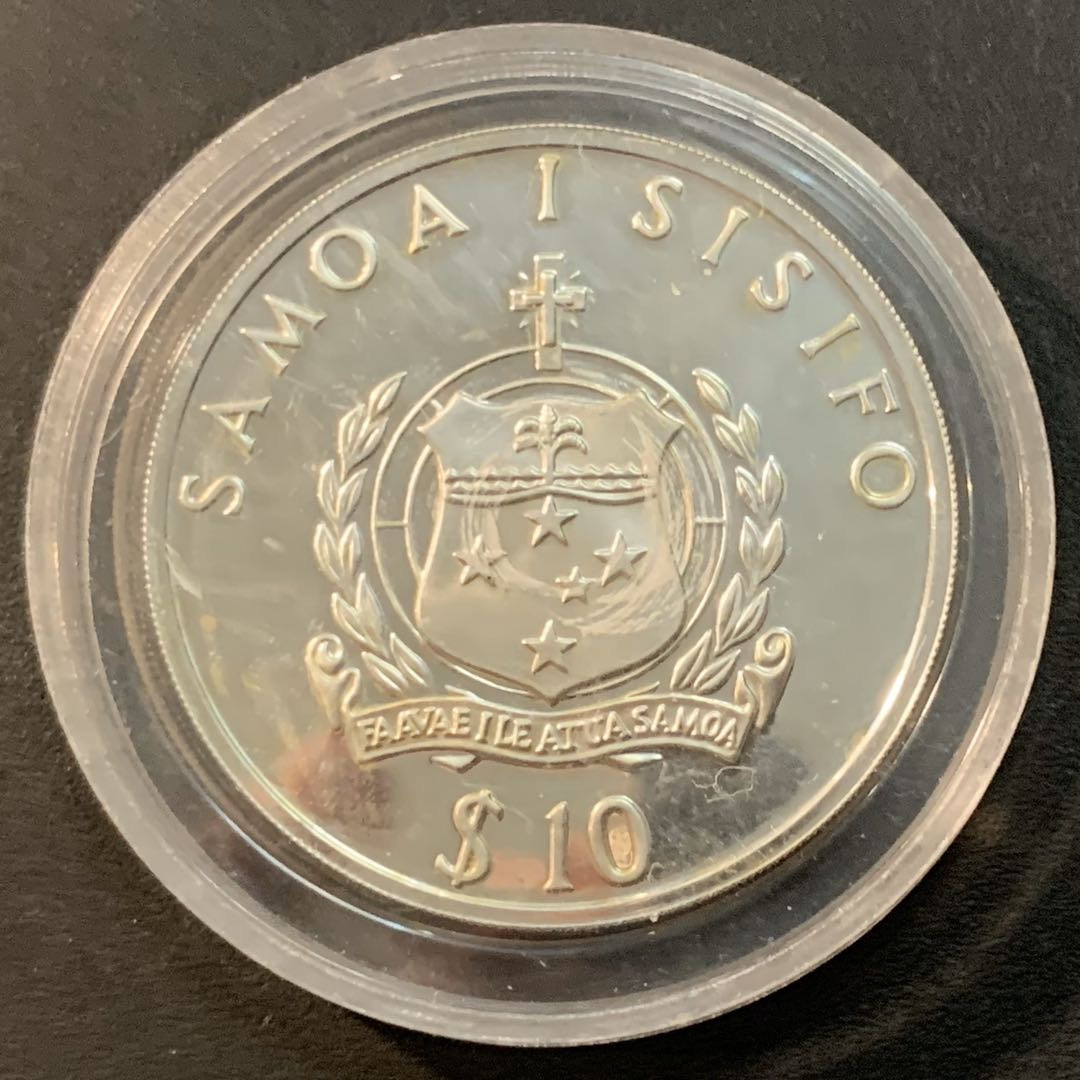 SAMOA I SISIFO
FAAVAE I LE ATUA SAMOA
$10